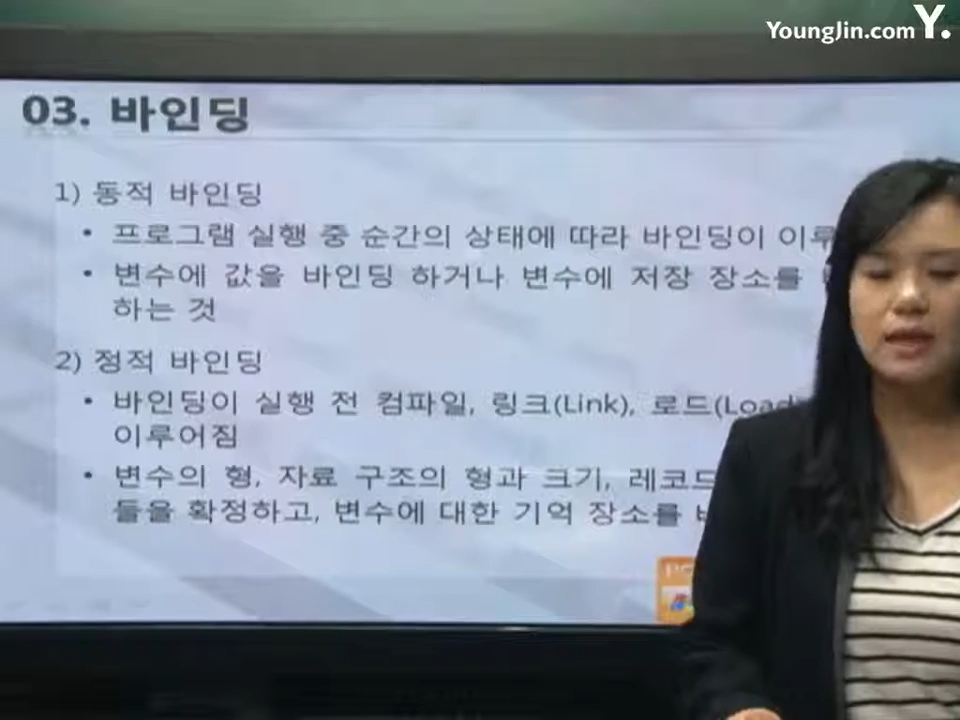 YoungJin.com Y.
03. 바인딩
1) 동적 바인딩
• 프로그램 실행 중 순간의 상태에 따라 바인딩이
• 변수에 값을 바인딩 하거나 변수에 저장 장소를
하는 것
2) 정적 바인딩
• 바인딩이 실행 전 컴파일, 링크(Link), 로드(Load
이루어짐
• 변수의 형, 자료 구조의 형과 크기, 레코드
들을 확정하고, 변수에 대한 기억 장소를